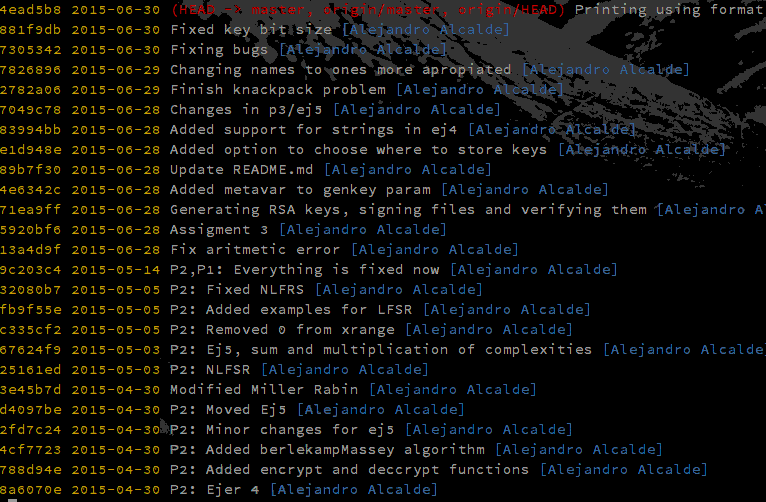 4ead5b8 2015-06-30 (HEAD -> master, origin/master, origin/HEAD) Printing using format
881f9db 2015-06-30 Fixed key bit size [Alejandro Alcalde]
7305342 2015-06-30 Fixing bugs [Alejandro Alcalde]
7826896 2015-06-29 Changing names to ones more apropiated [Alejandro Alcalde]
2782a06 2015-06-29 Finish knackpack problem [Alejandro Alcalde]
7049c78 2015-06-28 Changes in p3/ej5 [Alejandro Alcalde]
83994bb 2015-06-28 Added support for strings in ej4 [Alejandro Alcalde]
e1d948e 2015-06-28 Added option to choose where to store keys [Alejandro Alcalde]
89b7f30 2015-06-28 Update README.md [Alejandro Alcalde]
4e6342c 2015-06-28 Added metavar to genkey param [Alejandro Alcalde]
71ea9ff 2015-06-28 Generating RSA keys, signing files and verifying them [Alejandro A
5920bf6 2015-06-28 Assigment 3 [Alejandro Alcalde]
13a4d9f 2015-06-28 Fix aritmetic error [Alejandro Alcalde]
9c203c4 2015-05-14 P2,P1: Everything is fixed now [Alejandro Alcalde]
32080b7 2015-05-05 P2: Fixed NLFRS [Alejandro Alcalde]
fb9f55e 2015-05-05 P2: Added examples for LFSR [Alejandro Alcalde]
c335cf2 2015-05-05 P2: Removed 0 from xrange [Alejandro Alcalde]
67624f9 2015-05-03 P2: Ej5, sum and multiplication of complexities [Alejandro Alcalde
25161ed 2015-05-03 P2: NLFSR [Alejandro Alcalde]
3e45b7d 2015-04-30 Modified Miller Rabin [Alejandro Alcalde]
d4097be 2015-04-30 P2: Moved Ej5 [Alejandro Alcalde]
2fd7c24 2015-04-30 P2: Minor changes for ej5 [Alejandro Alcalde]
4cf7723 2015-04-30 P2: Added berlekampMassey algorithm [Alejandro Alcalde]
788d94e 2015-04-30 P2: Added encrypt and deccrypt functions [Alejandro Alcalde]
8a6070e 2015-04-30 P2: Ejer 4 [Alejandro Alcalde]